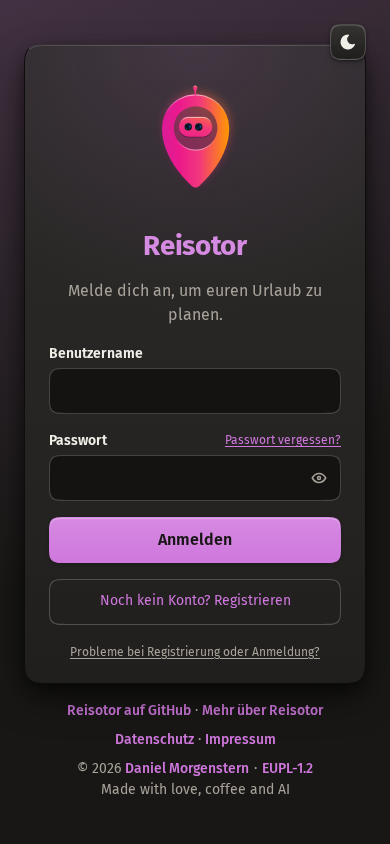 Reisotor
Melde dich an, um euren Urlaub zu
planen.
Benutzername
Passwort
Passwort vergessen?
Anmelden
Noch kein Konto? Registrieren
Probleme bei Registrierung oder Anmeldung?
Reisotor auf GitHub · Mehr über Reisotor
Datenschutz · Impressum
© 2026 Daniel Morgenstern · EUPL-1.2
Made with love, coffee and AI